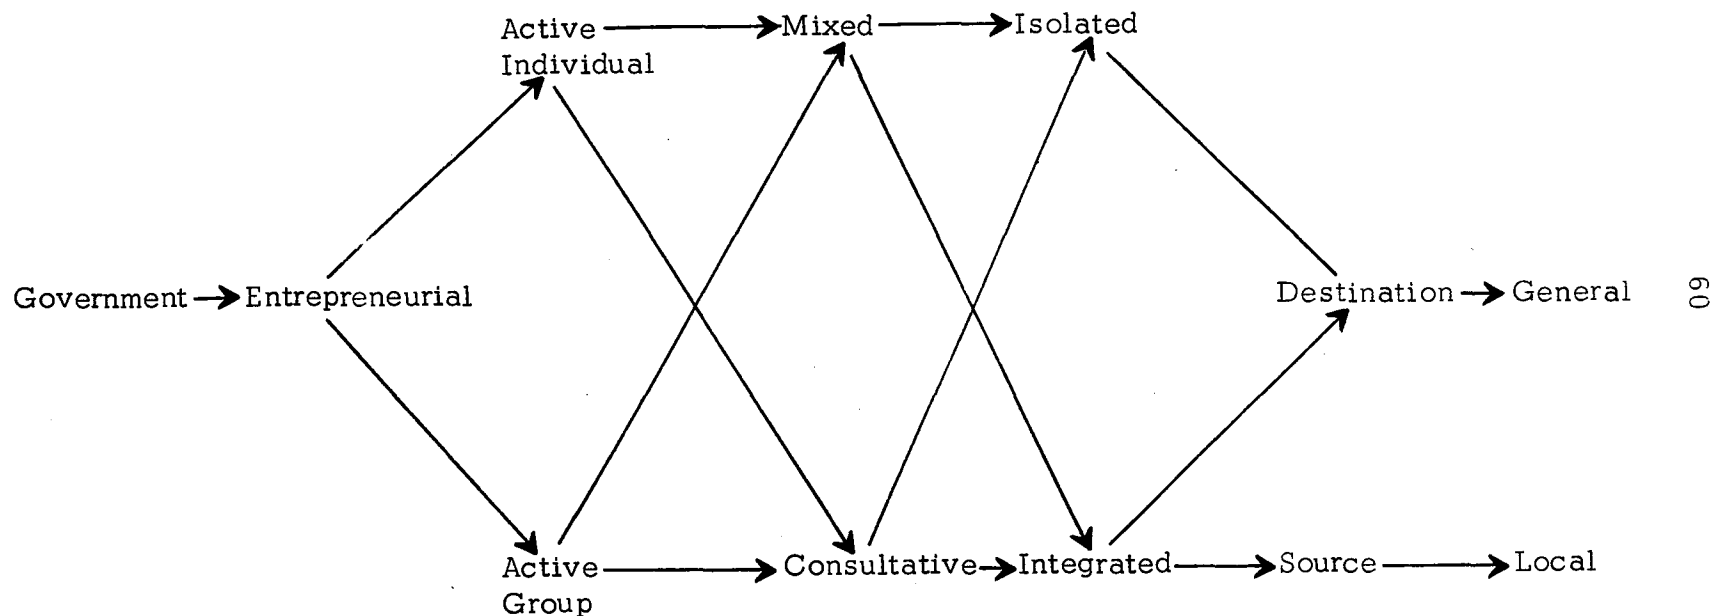 Active Mixed Isolated
Individual
Government Entrepreneurial Destination General
60
Active Consultative Integrated Source Local
Group